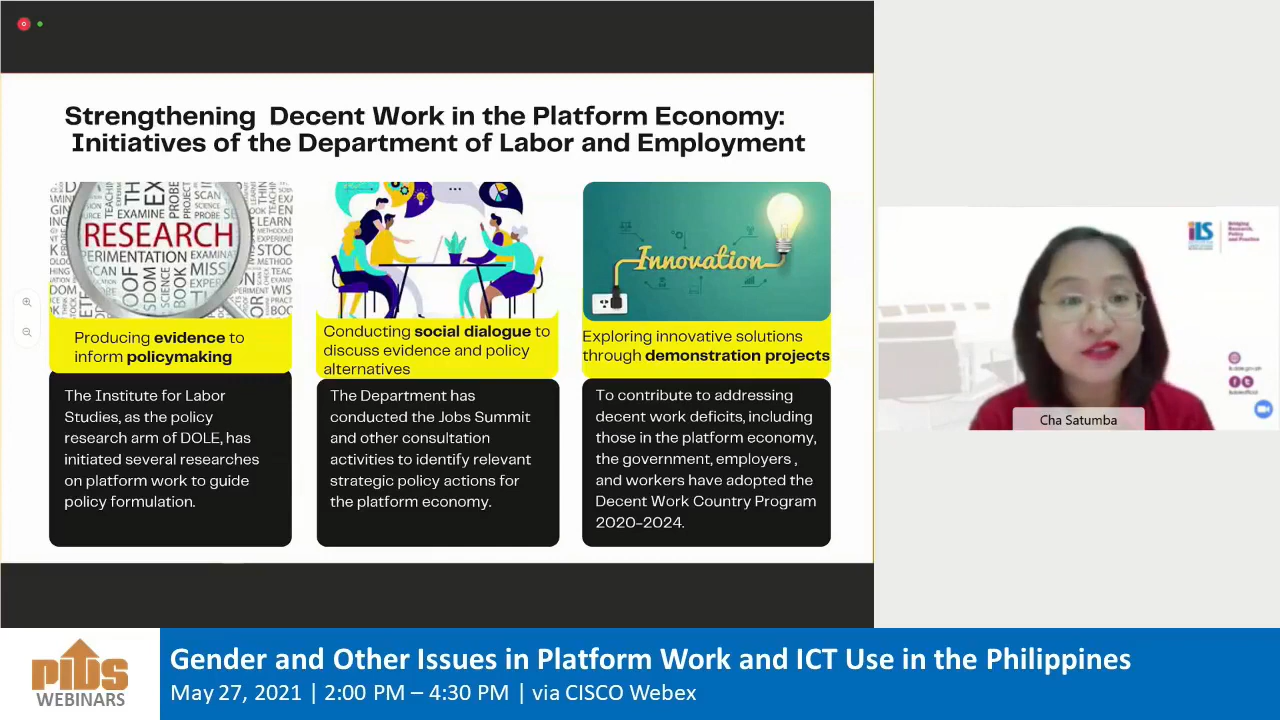 Strengthening Decent Work in the Platform Economy:
Initiatives of the Department of Labor and Employment
RESEARCH
Innovation
Producing evidence to
inform policymaking
Conducting social dialogue to
discuss evidence and policy
alternatives
Exploring innovative solutions
through demonstration projects
The Institute for Labor
Studies, as the policy
research arm of DOLE, has
initiated several researches
on platform work to guide
policy formulation.
The Department has
conducted the Jobs Summit
and other consultation
activities to identify relevant
strategic policy actions for
the platform economy.
To contribute to addressing
decent work deficits, including
those in the platform economy,
the government, employers ,
and workers have adopted the
Decent Work Country Program
2020-2024.
iLS
Bridging
Research,
Policy
and Practice
Cha Satumba
PIDS
WEBINARS
Gender and Other Issues in Platform Work and ICT Use in the Philippines
May 27, 2021 | 2:00 PM – 4:30 PM | via CISCO Webex